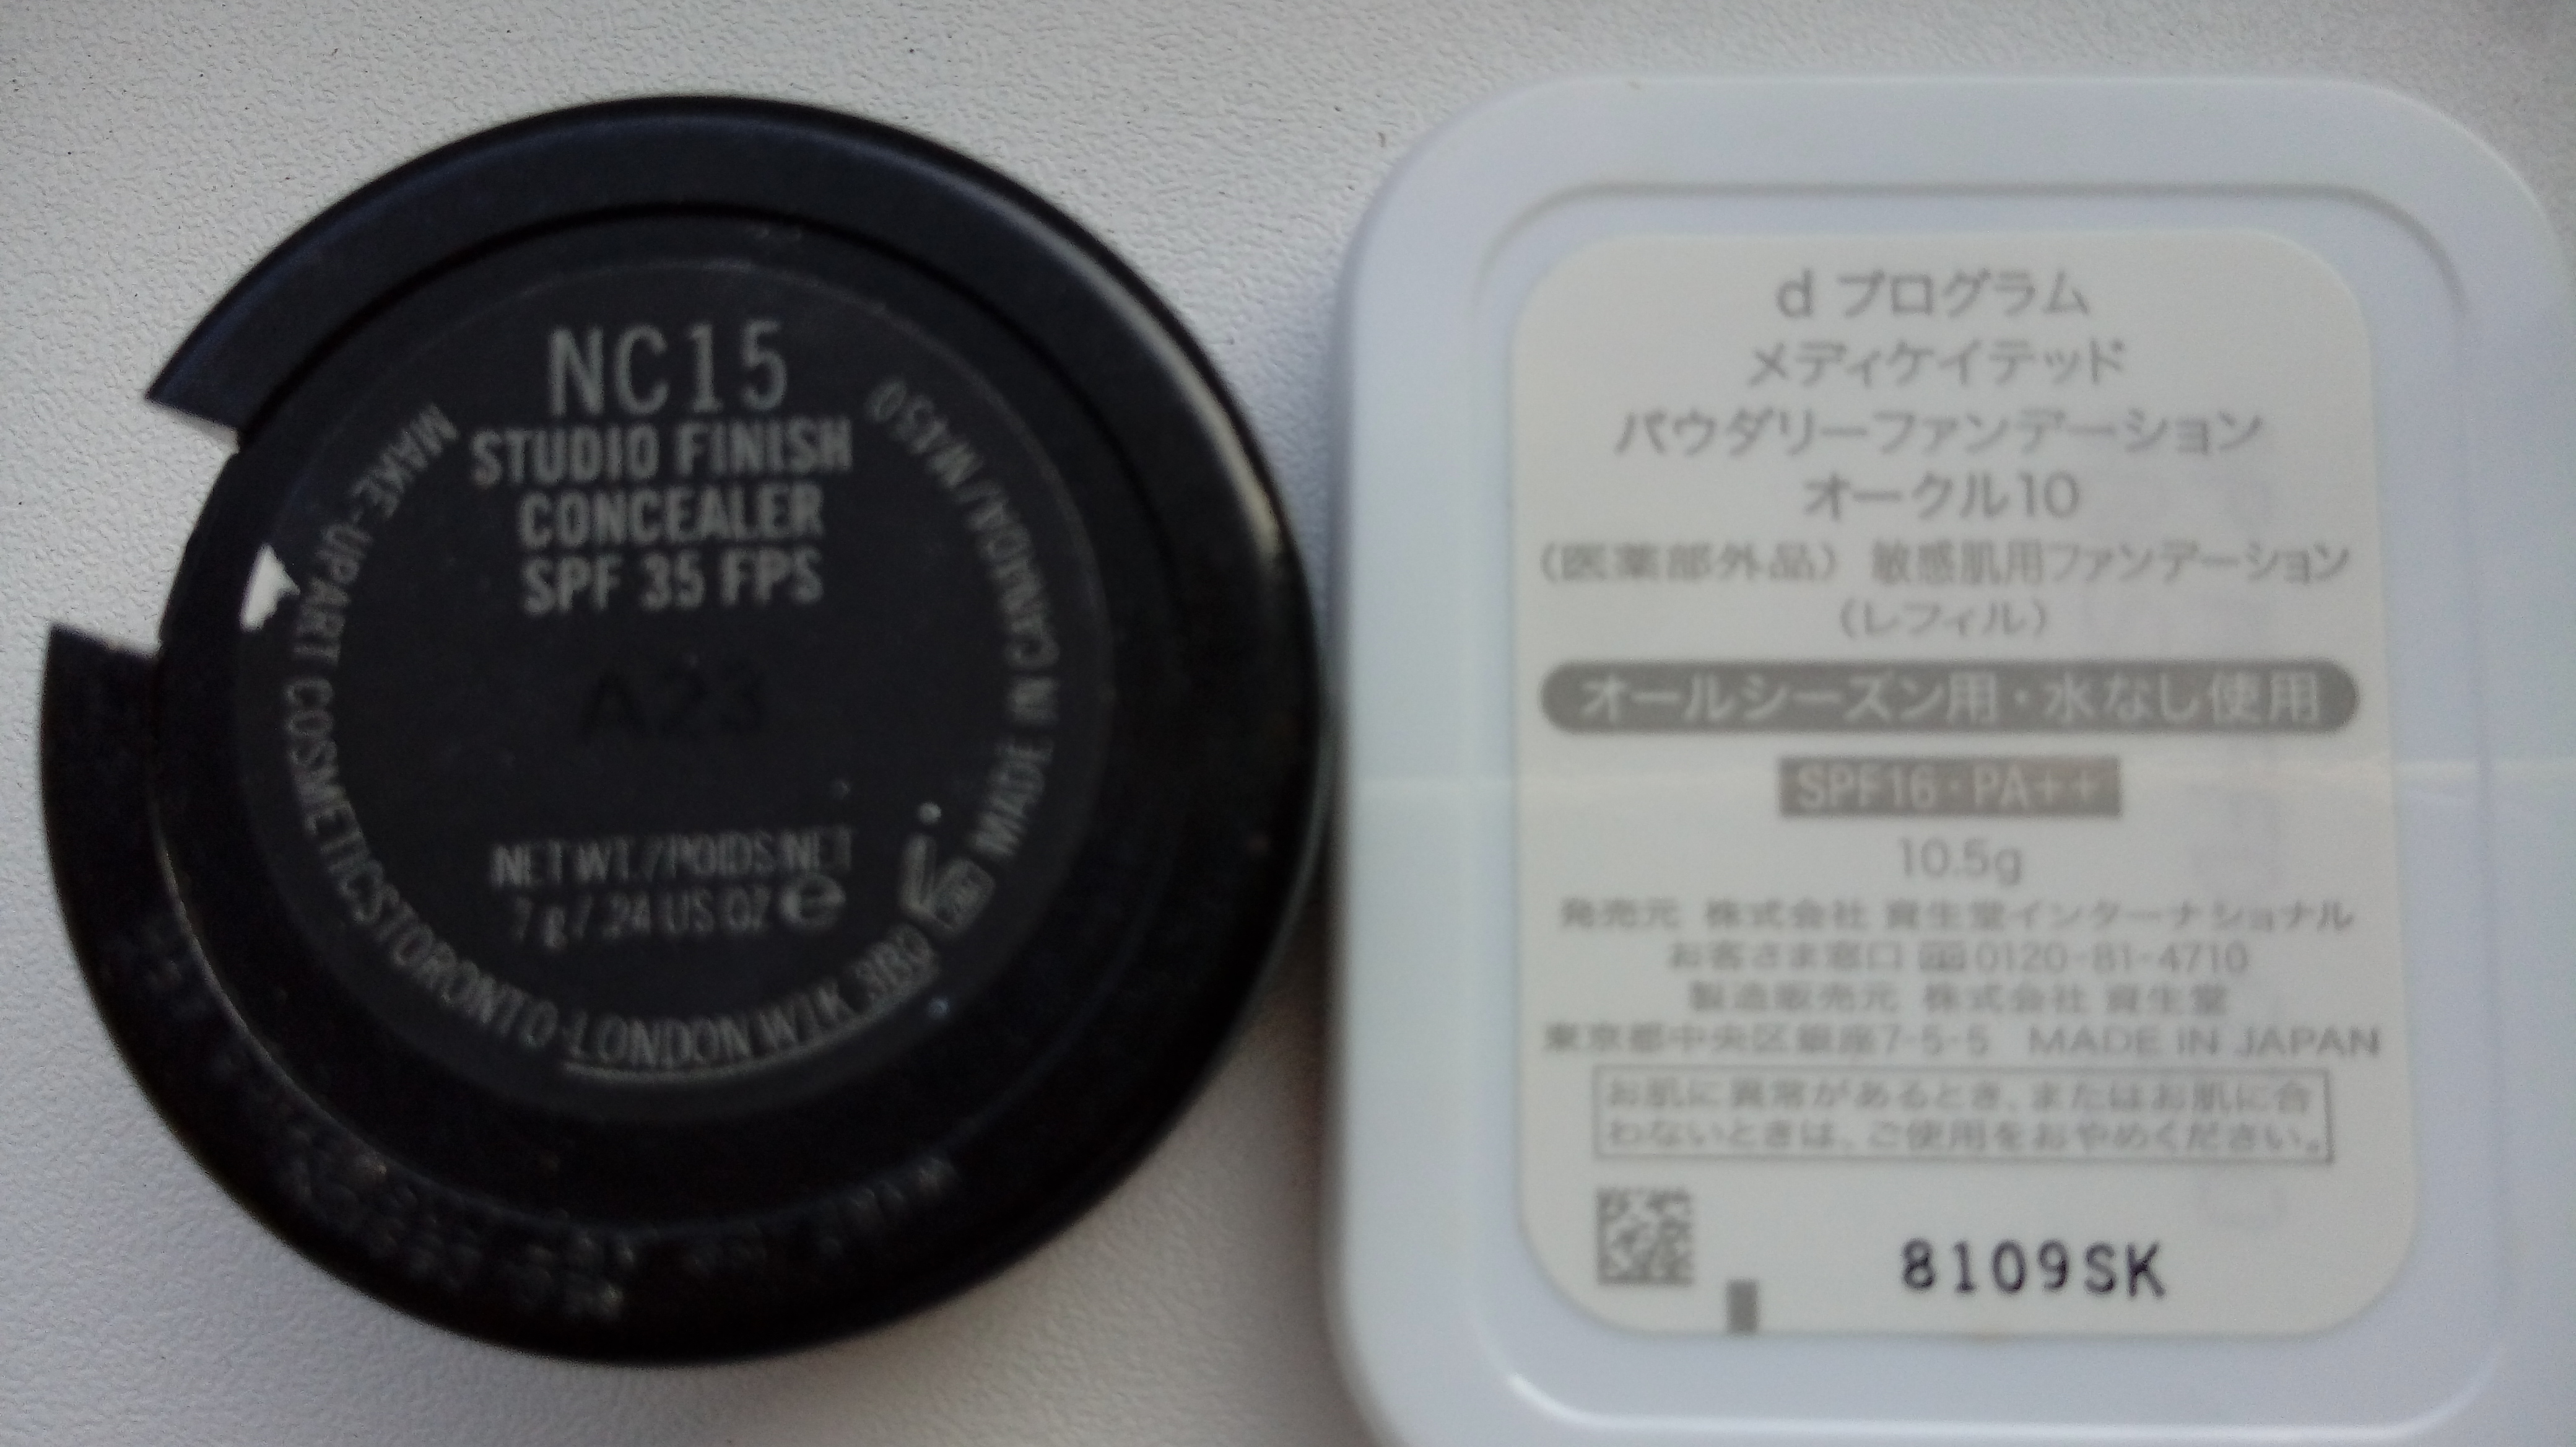 NC15
STUDIO FINISH
CONCEALER
SPF 35 FPS
A23
NET WT./POIDS NET
7 g/.24 US OZ e
MAKE-UP ART COSMETICS TORONTO·LONDON W1K 3BQ MADE IN CANADA/M4S0
d プログラム
メディケイテッド
パウダリーファンデーション
オークル10
(医薬部外品) 敏感肌用ファンデーション
(レフィル)
オールシーズン用・水なし使用
SPF16・PA++
10.5g
発売元 株式会社 資生堂インターナショナル
お客さま窓口 0120-81-4710
製造販売元 株式会社 資生堂
東京都中央区銀座7-5-5 MADE IN JAPAN
お肌に異常があるとき、またはお肌に合
わないときは、ご使用をおやめください。
8109SK